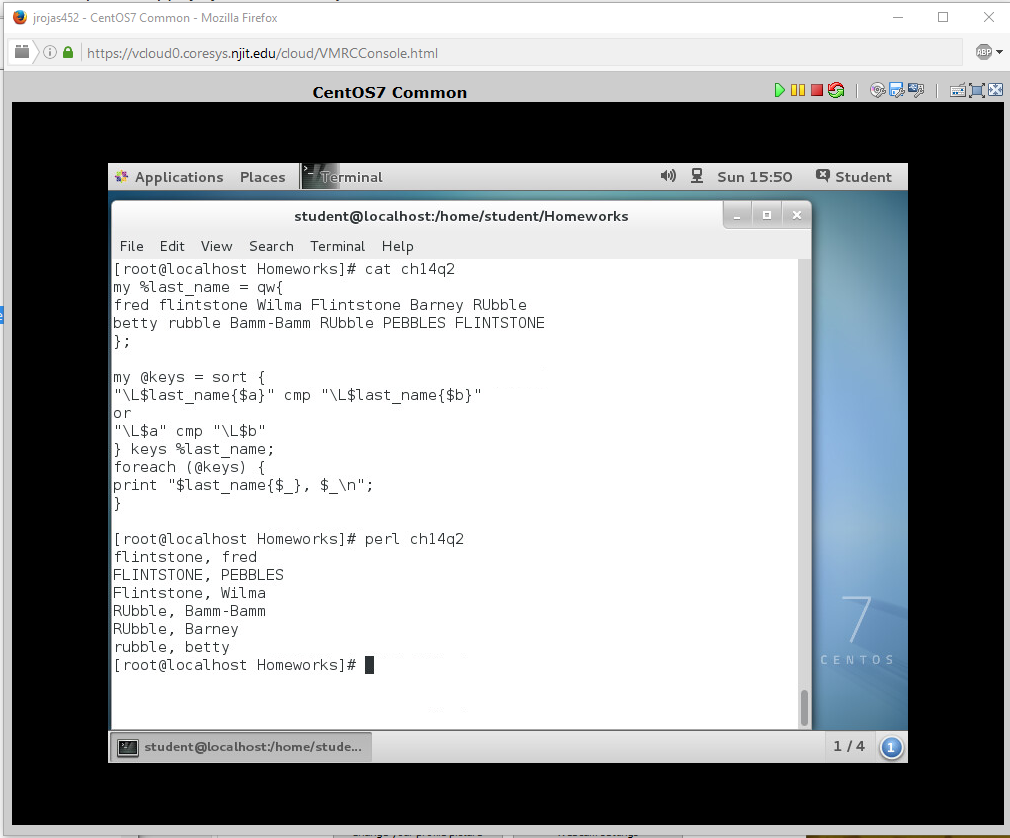 jrojas452 - CentOS7 Common - Mozilla Firefox
https://vcloud0.coresys.njit.edu/cloud/VMRCConsole.html
ABP
CentOS7 Common
Applications Places Terminal Sun 15:50 Student
student@localhost:/home/student/Homeworks
File Edit View Search Terminal Help
[root@localhost Homeworks]# cat ch14q2
my %last_name = qw{
fred flintstone Wilma Flintstone Barney RUbble
betty rubble Bamm-Bamm RUbble PEBBLES FLINTSTONE
};
my @keys = sort {
"\L$last_name{$a}" cmp "\L$last_name{$b}"
or
"\L$a" cmp "\L$b"
} keys %last_name;
foreach (@keys) {
print "$last_name{$_}, $_\n";
}
[root@localhost Homeworks]# perl ch14q2
flintstone, fred
FLINTSTONE, PEBBLES
Flintstone, Wilma
RUbble, Bamm-Bamm
RUbble, Barney
rubble, betty
[root@localhost Homeworks]#
7
CENTOS
student@localhost:/home/stude...
1 / 4
1